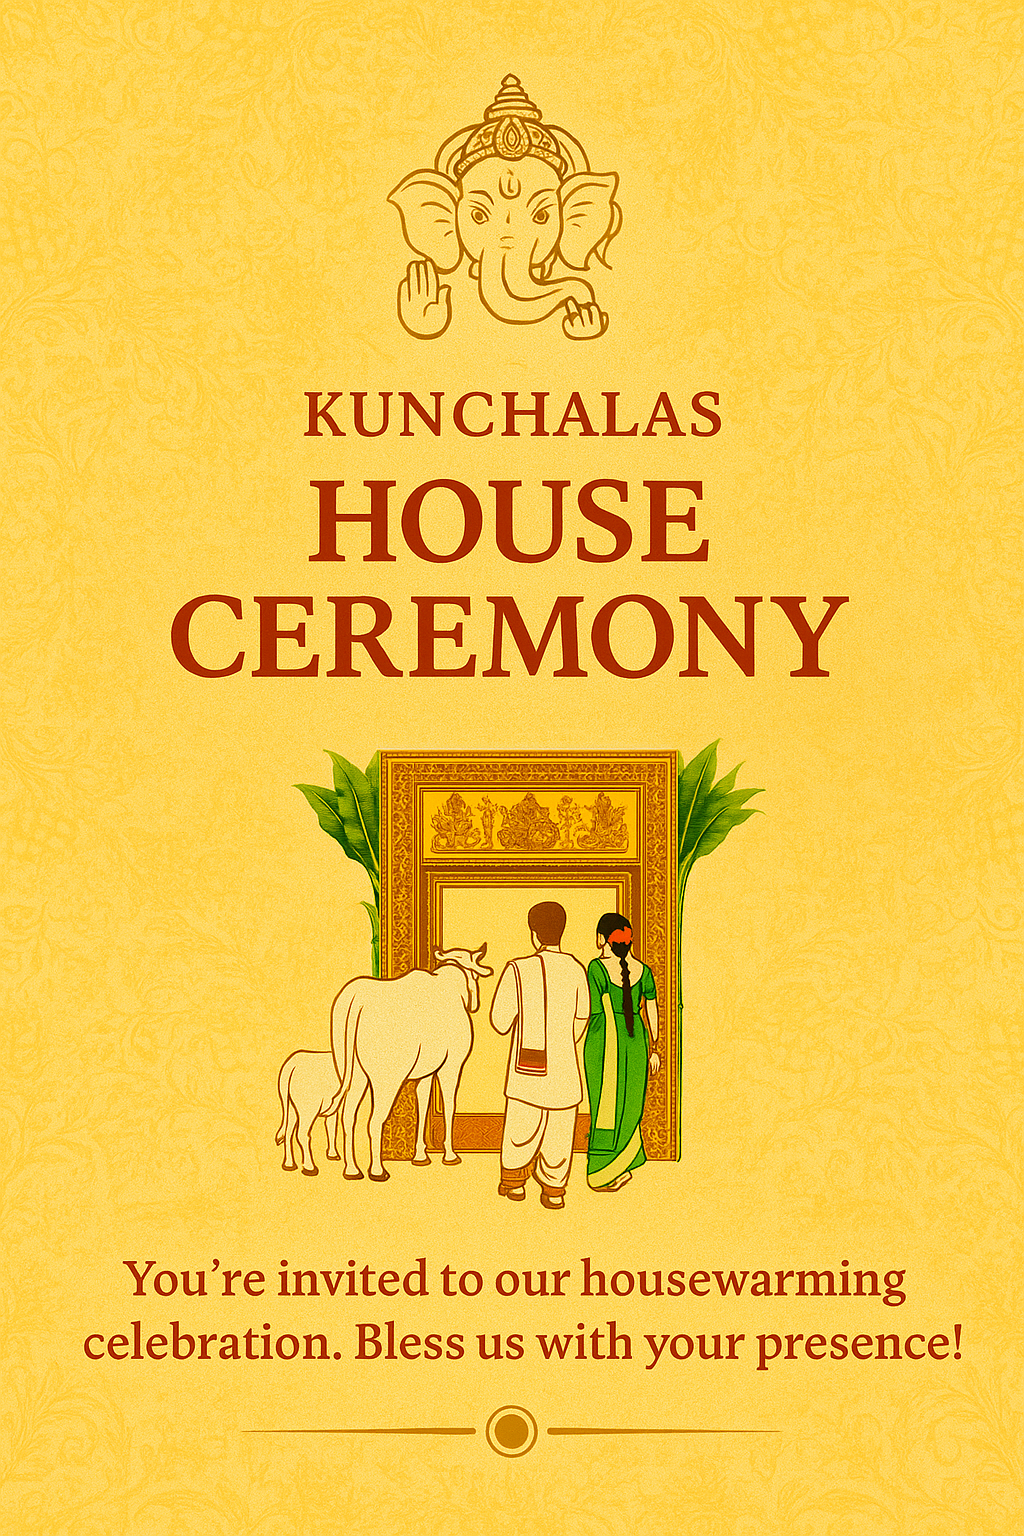 KUNCHALAS
HOUSE
CEREMONY
You’re invited to our housewarming
celebration. Bless us with your presence!